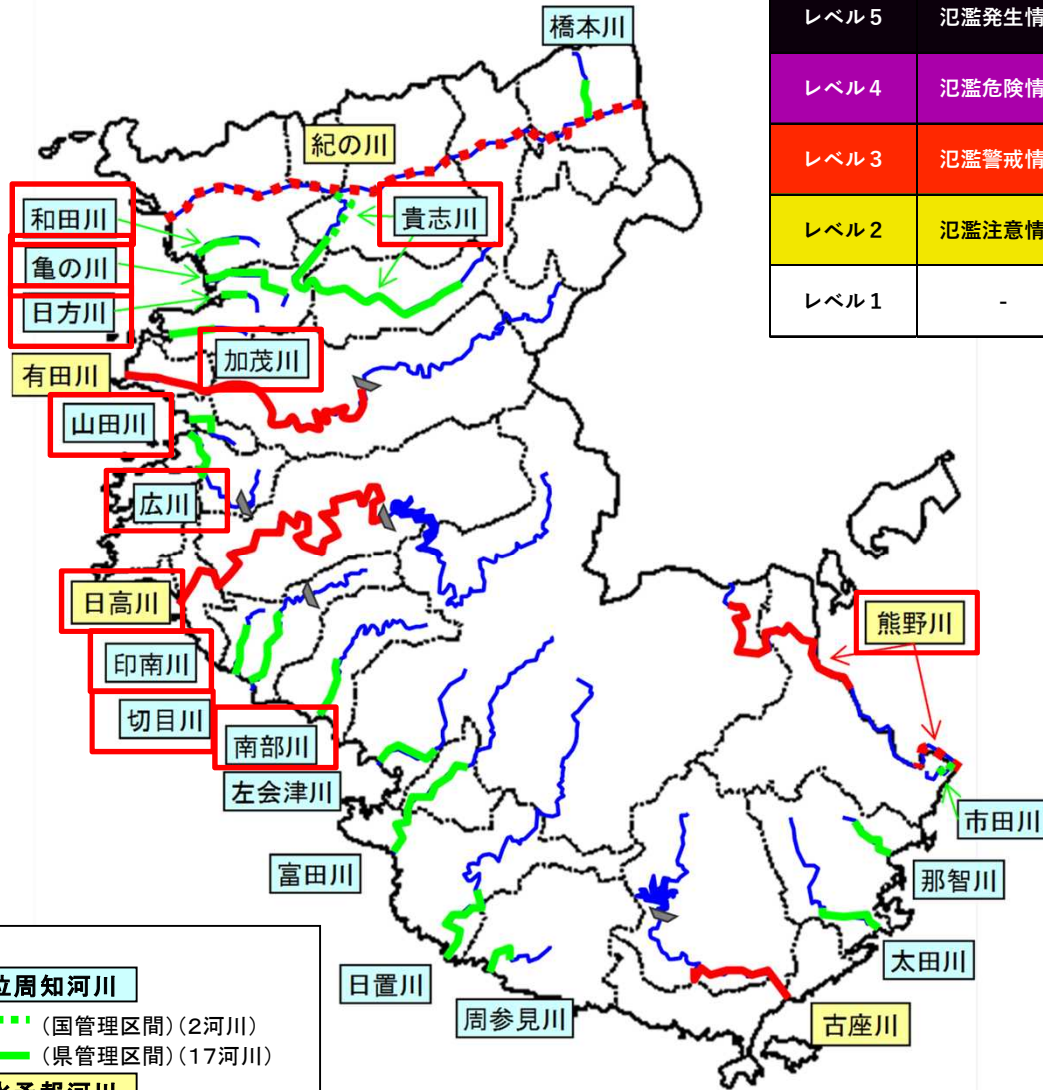 橋本川
レベル5 氾濫発生情
レベル4 氾濫危険情
レベル3 氾濫警戒情
レベル2 氾濫注意情
レベル1 -
紀の川
和田川
貴志川
亀の川
日方川
加茂川
有田川
山田川
広川
日高川
熊野川
印南川
切目川
南部川
左会津川
市田川
富田川
那智川
太田川
日置川
周参見川
古座川
位周知河川
(国管理区間)(2河川)
(県管理区間)(17河川)
水予報河川